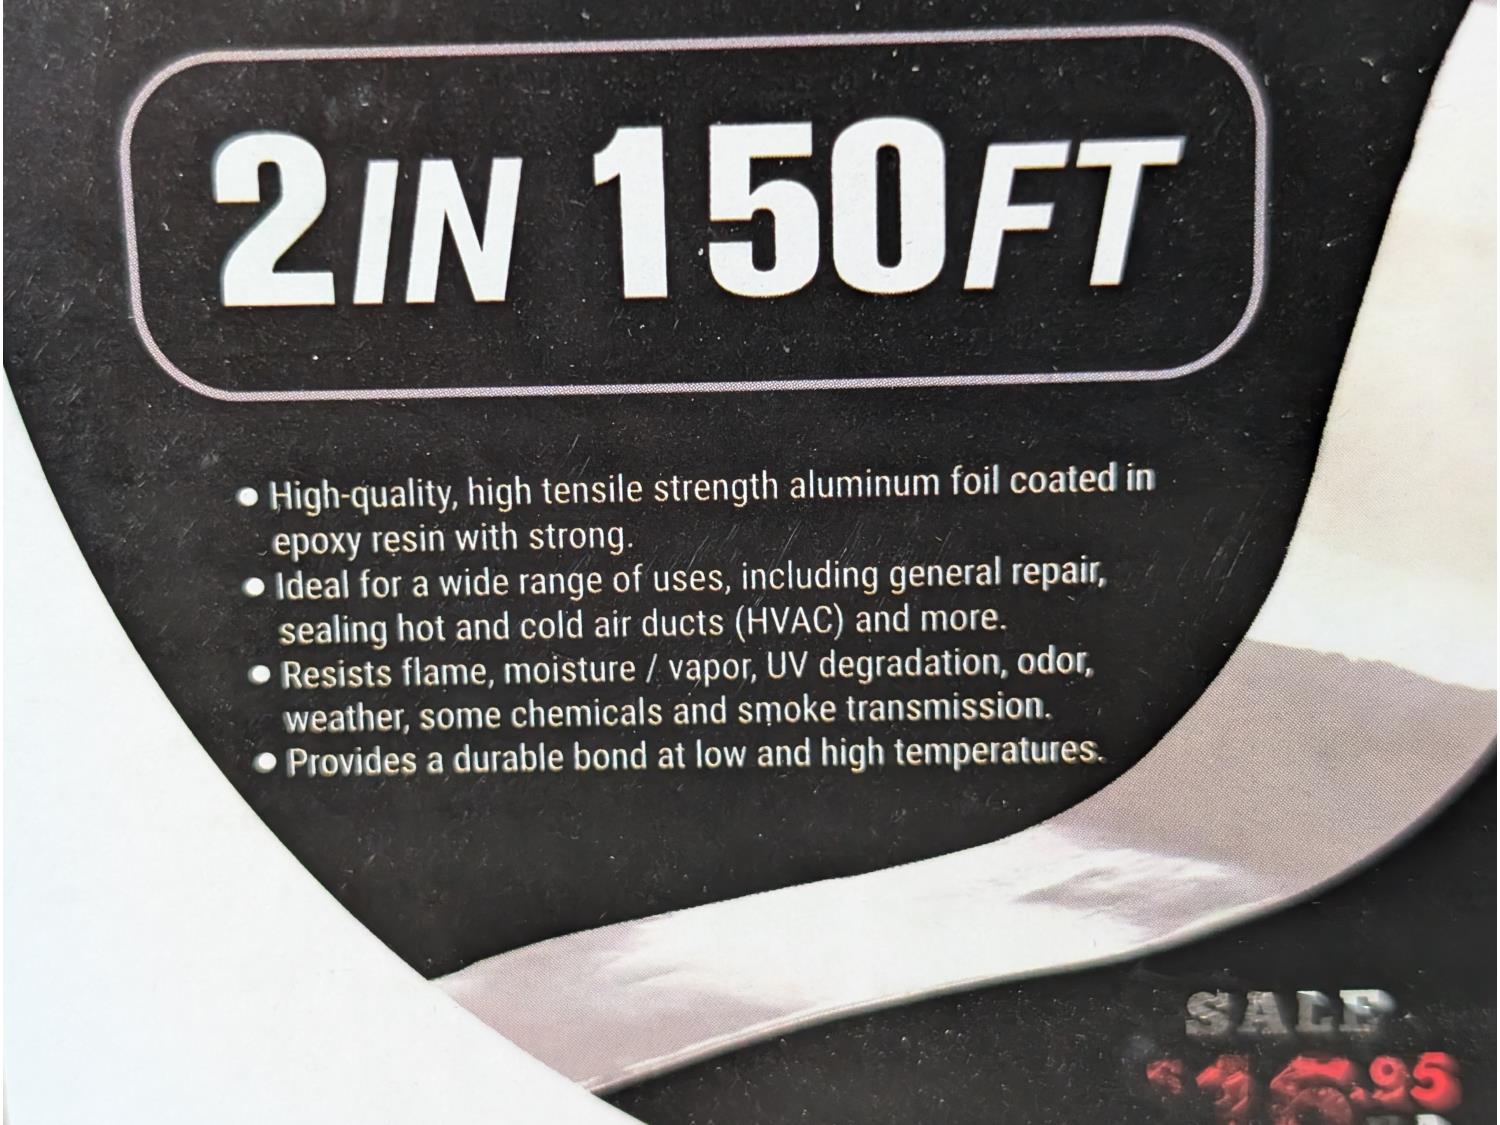 2IN 150FT
• High-quality, high tensile strength aluminum foil coated in
epoxy resin with strong.
• Ideal for a wide range of uses, including general repair,
sealing hot and cold air ducts (HVAC) and more.
• Resists flame, moisture / vapor, UV degradation, odor,
weather, some chemicals and smoke transmission.
• Provides a durable bond at low and high temperatures.
SALE
$16.95